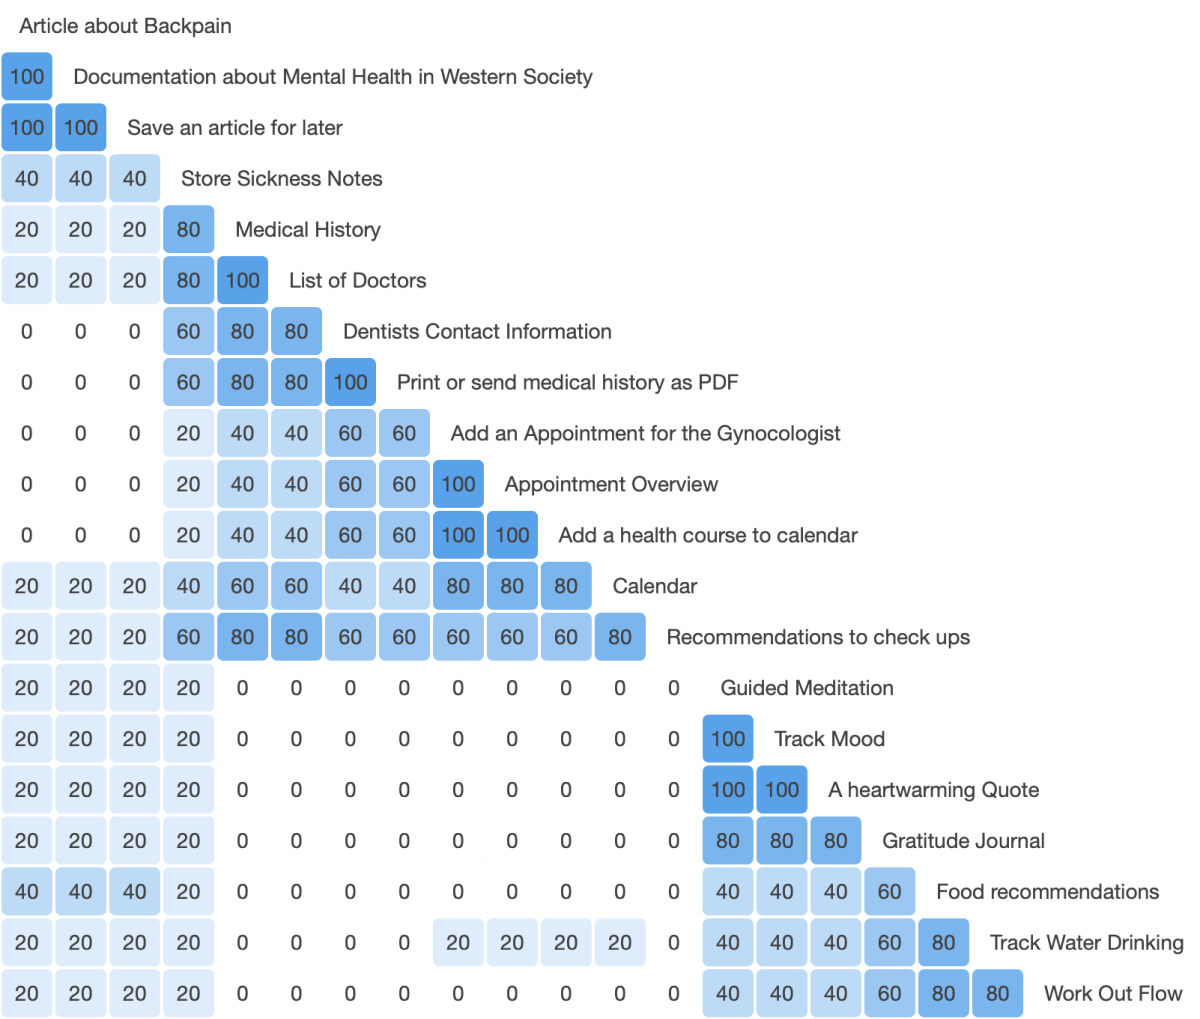 Article about Backpain
100 Documentation about Mental Health in Western Society
100 100 Save an article for later
40 40 40 Store Sickness Notes
20 20 20 80 Medical History
20 20 20 80 100 List of Doctors
0 0 0 60 80 80 Dentists Contact Information
0 0 0 60 80 80 100 Print or send medical history as PDF
0 0 0 20 40 40 60 60 Add an Appointment for the Gynocologist
0 0 0 20 40 40 60 60 100 Appointment Overview
0 0 0 20 40 40 60 60 100 100 Add a health course to calendar
20 20 20 40 60 60 40 40 80 80 80 Calendar
20 20 20 60 80 80 60 60 60 60 60 80 Recommendations to check ups
20 20 20 20 0 0 0 0 0 0 0 0 0 Guided Meditation
20 20 20 20 0 0 0 0 0 0 0 0 0 100 Track Mood
20 20 20 20 0 0 0 0 0 0 0 0 0 100 100 A heartwarming Quote
20 20 20 20 0 0 0 0 0 0 0 0 0 80 80 80 Gratitude Journal
40 40 40 20 0 0 0 0 0 0 0 0 0 40 40 40 60 Food recommendations
20 20 20 20 0 0 0 0 20 20 20 20 0 40 40 40 60 80 Track Water Drinking
20 20 20 20 0 0 0 0 0 0 0 0 0 40 40 40 60 80 80 Work Out Flow